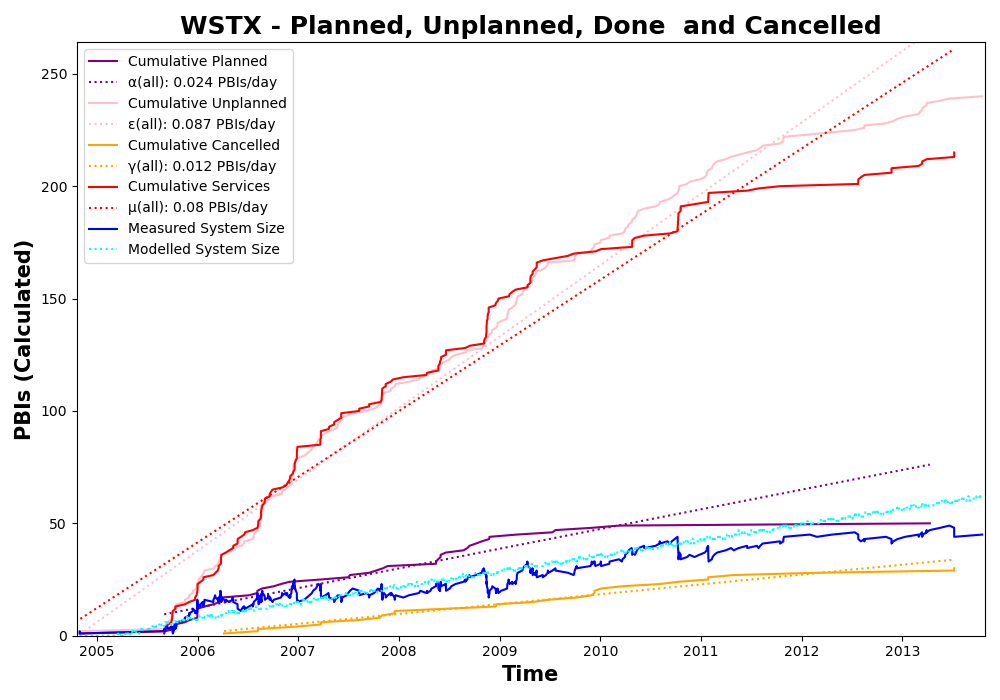 WSTX - Planned, Unplanned, Done  and Cancelled
Cumulative Planned
α(all): 0.024 PBIs/day
Cumulative Unplanned
ε(all): 0.087 PBIs/day
Cumulative Cancelled
γ(all): 0.012 PBIs/day
Cumulative Services
μ(all): 0.08 PBIs/day
Measured System Size
Modelled System Size
PBIs (Calculated)
250
200
150
100
50
0
2005 2006 2007 2008 2009 2010 2011 2012 2013
Time